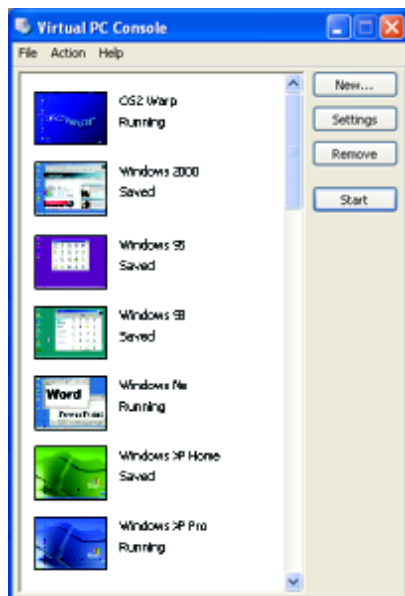 Virtual PC Console
File Action Help
New...
Settings
Remove
Start
OS2 Warp
Running
Windows 2000
Saved
Windows 95
Saved
Windows 98
Saved
Windows Me
Running
Word
PowerPoint
Windows XP Home
Saved
Windows XP Pro
Running